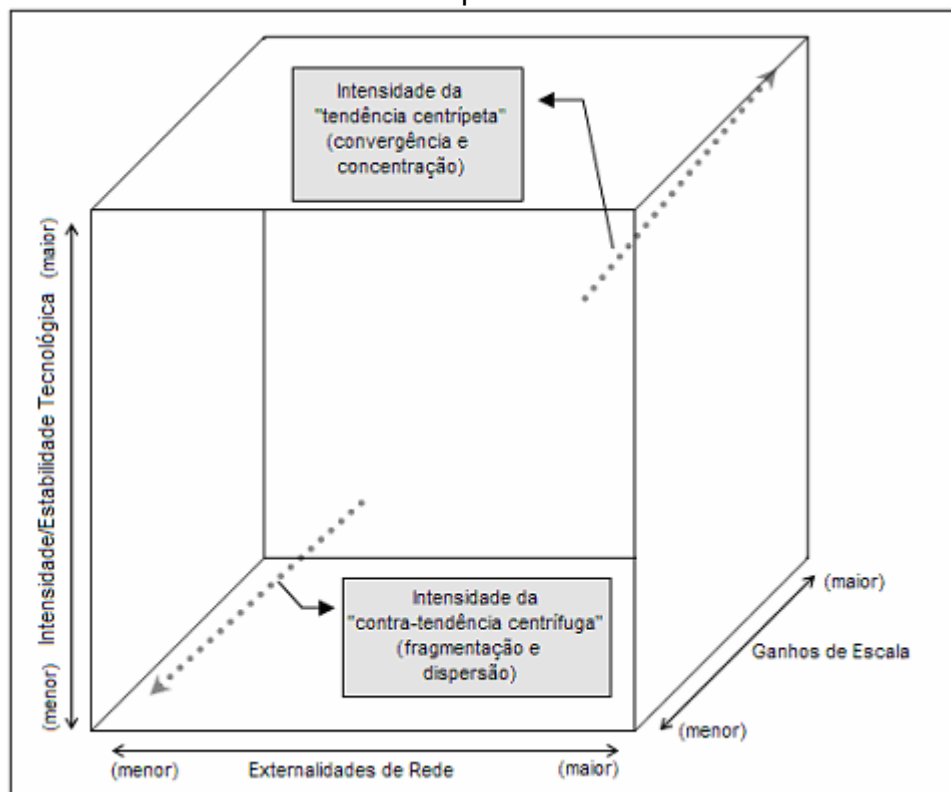 Intensidade da
"tendência centrípeta"
(convergência e
concentração)
(menor) Intensidade/Estabilidade Tecnológica (maior)
Intensidade da
"contra-tendência centrífuga"
(fragmentação e
dispersão)
(maior)
Ganhos de Escala
(menor)
(menor) Externalidades de Rede (maior)